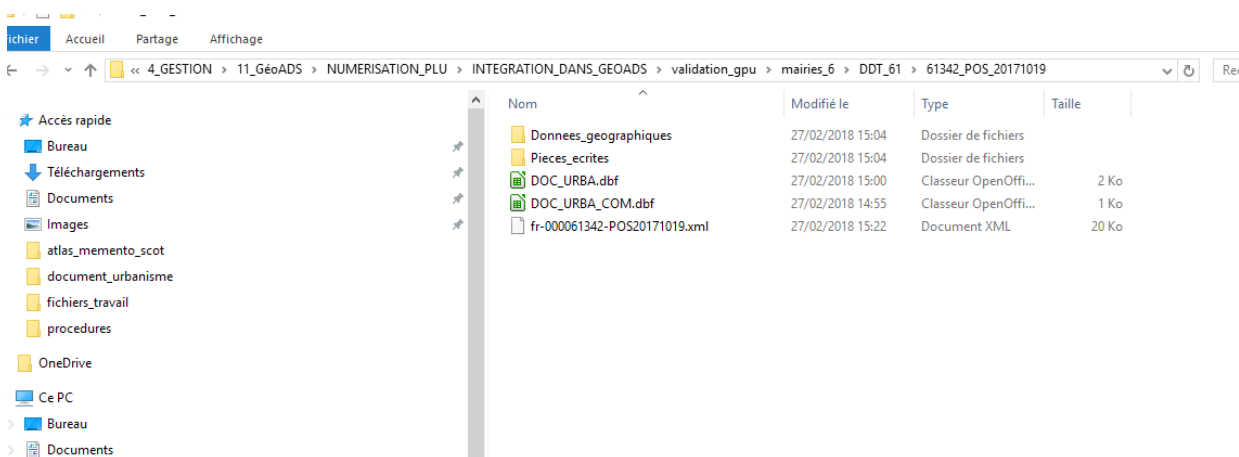 ichier Accueil Partage Affichage
« 4_GESTION > 11_GéoADS > NUMERISATION_PLU > INTEGRATION_DANS_GEOADS > validation_gpu > mairies_6 > DDT_61 > 61342_POS_20171019 Re
Nom Modifié le Type Taille
Accès rapide
Bureau
Téléchargements
Documents
Images
atlas_memento_scot
document_urbanisme
fichiers_travail
procedures
OneDrive
Ce PC
Bureau
Documents
Donnees_geographiques 27/02/2018 15:04 Dossier de fichiers
Pieces_ecrites 27/02/2018 15:04 Dossier de fichiers
DOC_URBA.dbf 27/02/2018 15:00 Classeur OpenOffi... 2 Ko
DOC_URBA_COM.dbf 27/02/2018 14:55 Classeur OpenOffi... 1 Ko
fr-000061342-POS20171019.xml 27/02/2018 15:22 Document XML 20 Ko